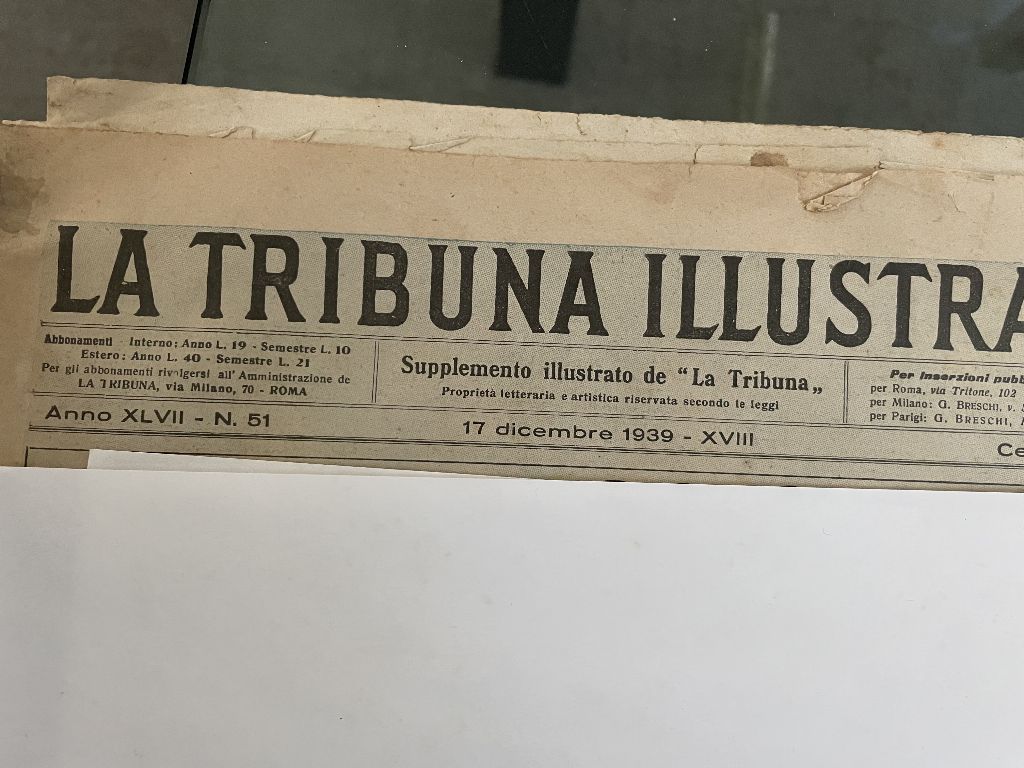 LA TRIBUNA ILLUSTRA
Abbonamenti - Interno: Anno L. 19 - Semestre L. 10
Estero: Anno L. 40 - Semestre L. 21
Per gli abbonamenti rivolgersi all' Amministrazione de
LA TRIBUNA, via Milano, 70 - ROMA
Supplemento illustrato de “La Tribuna„
Proprietà letteraria e artistica riservata secondo le leggi
Per Inserzioni pubb
per Roma, via Tritone, 102
per Milano: G. BRESCHI, v.
per Parigi: G. BRESCHI,
Anno XLVII - N. 51
17 dicembre 1939 - XVIII
Ce